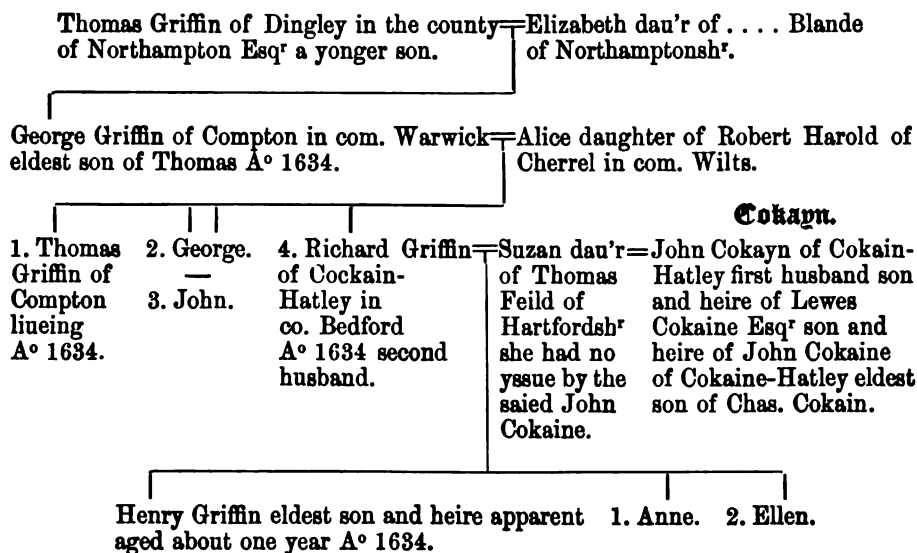 Thomas Griffin of Dingley in the county=Elizabeth dau'r of .... Blande
of Northampton Esqʳ a yonger son. of Northamptonshʳ.
George Griffin of Compton in com. Warwick=Alice daughter of Robert Harold of
eldest son of Thomas Aº 1634. Cherrel in com. Wilts.
Cokayn.
1. Thomas
Griffin of
Compton
liueing
Aº 1634.
2. George.
—
3. John.
4. Richard Griffin=
of Cockain-
Hatley in
co. Bedford
Aº 1634 second
husband.
Suzan dau'r=
of Thomas
Feild of
Hartfordshʳ
she had no
yssue by the
saied John
Cokaine.
John Cokayn of Cokain-
Hatley first husband son
and heire of Lewes
Cokaine Esqʳ son and
heire of John Cokaine
of Cokaine-Hatley eldest
son of Chas. Cokain.
Henry Griffin eldest son and heire apparent 1. Anne. 2. Ellen.
aged about one year Aº 1634.